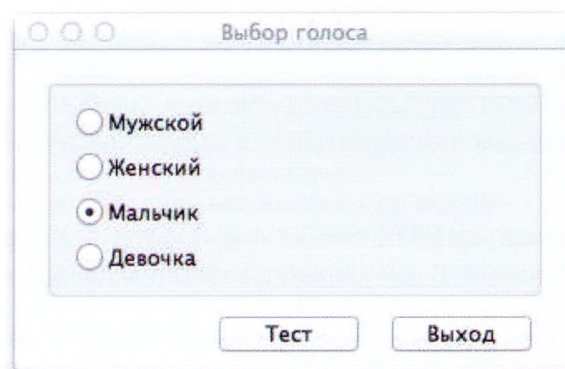 Выбор голоса
Мужской
Женский
Мальчик
Девочка
Тест
Выход